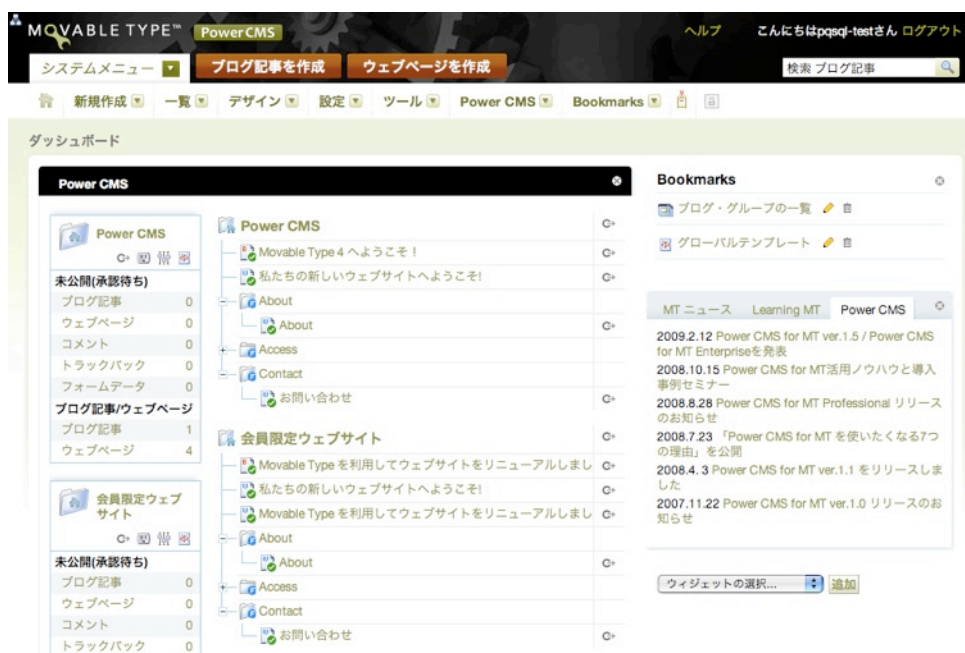 MOVABLE TYPE™ PowerCMS
ヘルプ こんにちはpqsql-testさん ログアウト
システムメニュー ブログ記事を作成 ウェブページを作成
検索 ブログ記事
新規作成 一覧 デザイン 設定 ツール Power CMS Bookmarks
ダッシュボード
Power CMS
Power CMS
未公開(承認待ち)
ブログ記事 0
ウェブページ 0
コメント 0
トラックバック 0
フォームデータ 0
ブログ記事/ウェブページ
ブログ記事 1
ウェブページ 4
会員限定ウェブ
サイト
未公開(承認待ち)
ブログ記事 0
ウェブページ 0
コメント 0
トラックバック 0
Power CMS
Movable Type 4 へようこそ！
私たちの新しいウェブサイトへようこそ!
About
About
Access
Contact
お問い合わせ
会員限定ウェブサイト
Movable Type を利用してウェブサイトをリニューアルしまし
私たちの新しいウェブサイトへようこそ!
Movable Type を利用してウェブサイトをリニューアルしまし
About
About
Access
Contact
お問い合わせ
Bookmarks
ブログ・グループの一覧
グローバルテンプレート
MT ニュース Learning MT Power CMS
2009.2.12 Power CMS for MT ver.1.5 / Power CMS
for MT Enterpriseを発表
2008.10.15 Power CMS for MT活用ノウハウと導入
事例セミナー
2008.8.28 Power CMS for MT Professional リリース
のお知らせ
2008.7.23 「Power CMS for MT を使いたくなる7つ
の理由」を公開
2008.4.3 Power CMS for MT ver.1.1 をリリースしま
した
2007.11.22 Power CMS for MT ver.1.0 リリースのお
知らせ
ウィジェットの選択... 追加